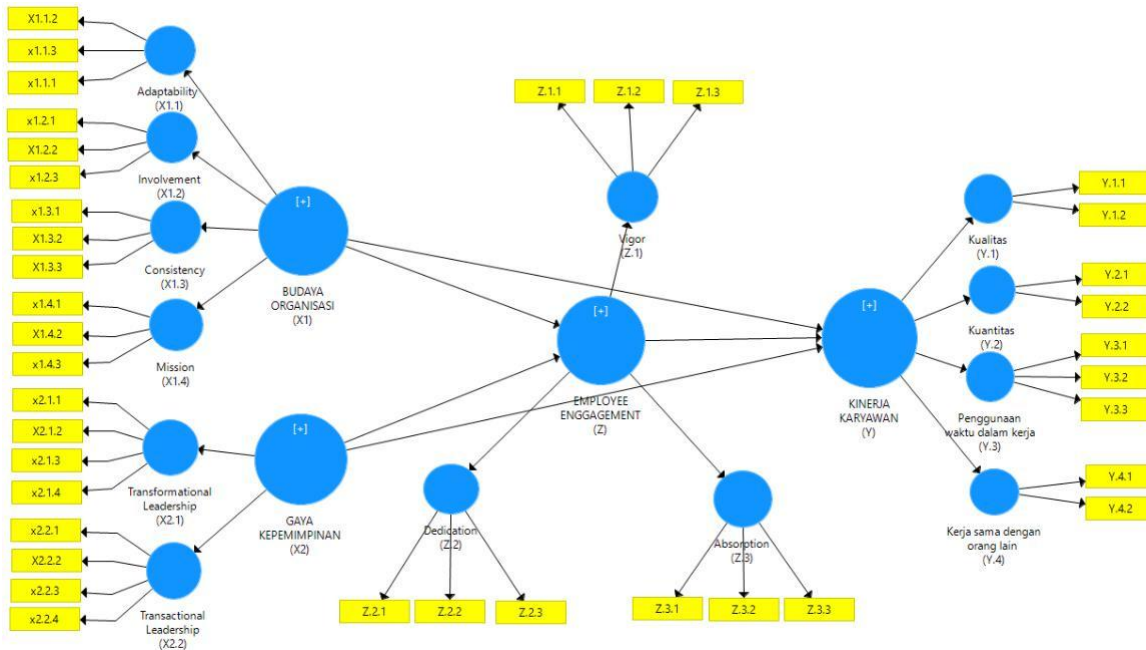 X1.1.2
x1.1.3
x1.1.1
Adaptability
(X1.1)
x1.2.1
X1.2.2
x1.2.3
Involvement
(X1.2)
x1.3.1
X1.3.2
X1.3.3
Consistency
(X1.3)
x1.4.1
X1.4.2
x1.4.3
Mission
(X1.4)
[+]
BUDAYA
ORGANISASI
(X1)
x2.1.1
X2.1.2
x2.1.3
x2.1.4
Transformational
Leadership
(X2.1)
x2.2.1
X2.2.2
x2.2.3
x2.2.4
Transactional
Leadership
(X2.2)
[+]
GAYA
KEPEMIMPINAN
(X2)
Z.1.1
Z.1.2
Z.1.3
Vigor
(Z.1)
[+]
EMPLOYEE
ENGGAGEMENT
(Z)
Dedication
(Z.2)
Z.2.1
Z.2.2
Z.2.3
Absorption
(Z.3)
Z.3.1
Z.3.2
Z.3.3
[+]
KINERJA
KARYAWAN
(Y)
Kualitas
(Y.1)
Y.1.1
Y.1.2
Kuantitas
(Y.2)
Y.2.1
Y.2.2
Penggunaan
waktu dalam kerja
(Y.3)
Y.3.1
Y.3.2
Y.3.3
Kerja sama dengan
orang lain
(Y.4)
Y.4.1
Y.4.2